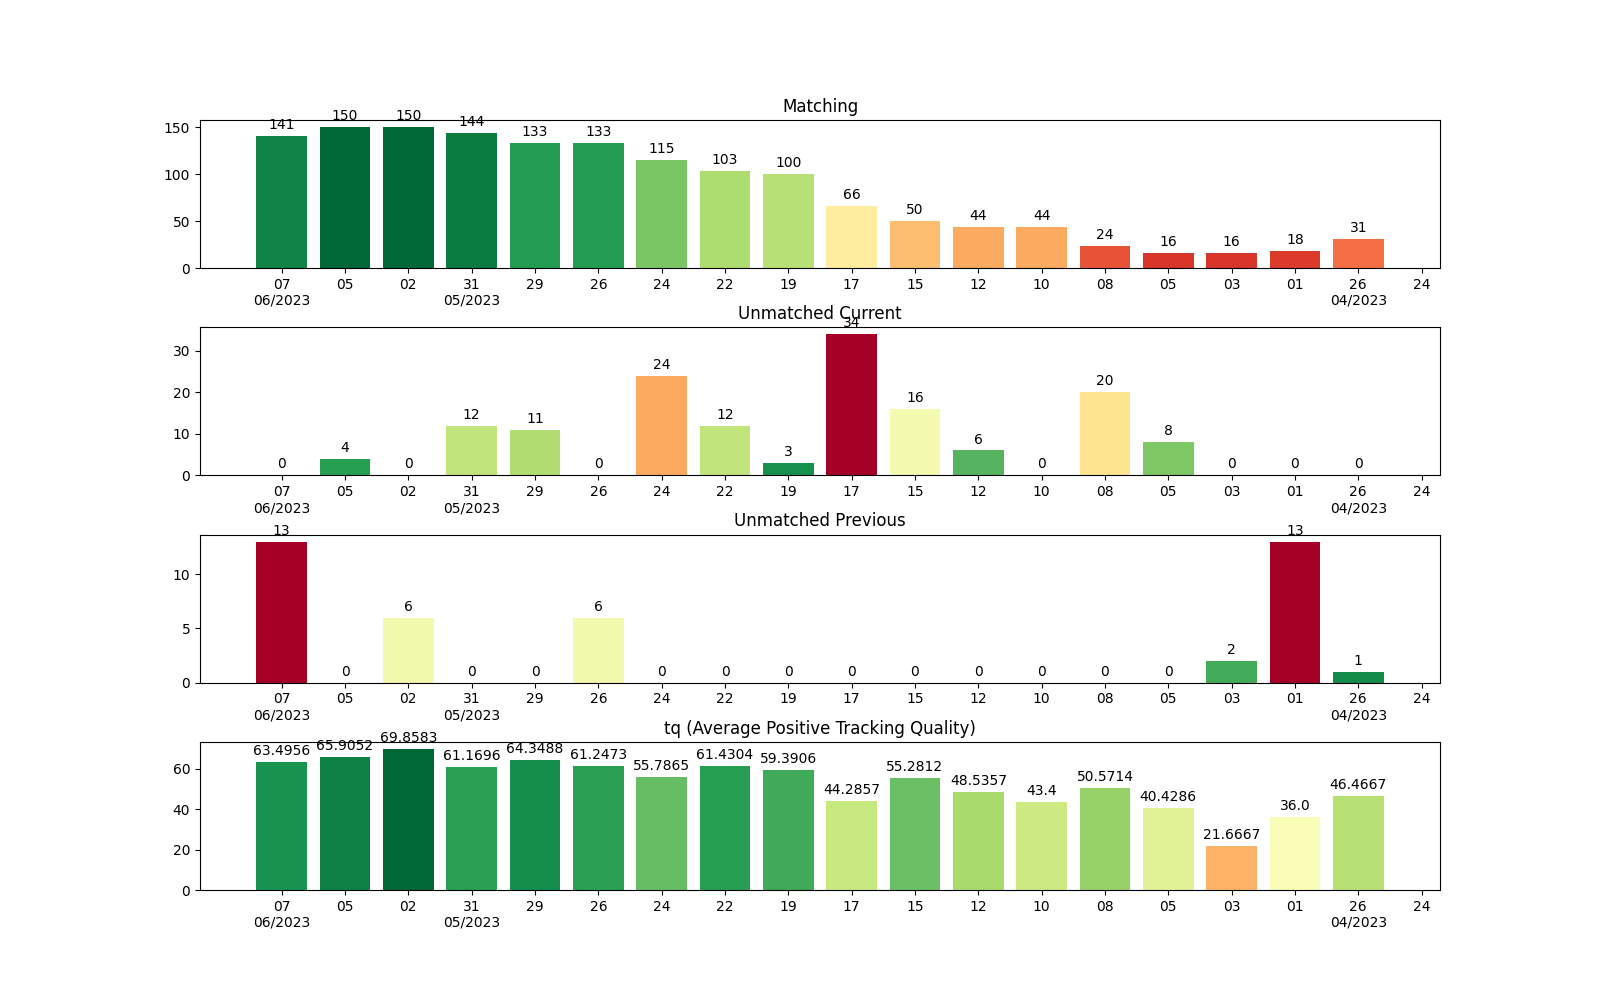 Matching
141 150 150 144 133 133 115 103 100 66 50 44 44 24 16 16 18 31
150
100
50
0
07 05 02 31 29 26 24 22 19 17 15 12 10 08 05 03 01 26 24
06/2023 05/2023 04/2023
Unmatched Current
0 4 0 12 11 0 24 12 3 34 16 6 0 20 8 0 0 0
30
20
10
0
07 05 02 31 29 26 24 22 19 17 15 12 10 08 05 03 01 26 24
06/2023 05/2023 04/2023
Unmatched Previous
13 0 6 0 0 6 0 0 0 0 0 0 0 0 0 2 13 1
10
5
0
07 05 02 31 29 26 24 22 19 17 15 12 10 08 05 03 01 26 24
06/2023 05/2023 04/2023
tq (Average Positive Tracking Quality)
63.4956 65.9052 69.8583 61.1696 64.3488 61.2473 55.7865 61.4304 59.3906 44.2857 55.2812 48.5357 43.4 50.5714 40.4286 21.6667 36.0 46.4667
60
40
20
0
07 05 02 31 29 26 24 22 19 17 15 12 10 08 05 03 01 26 24
06/2023 05/2023 04/2023